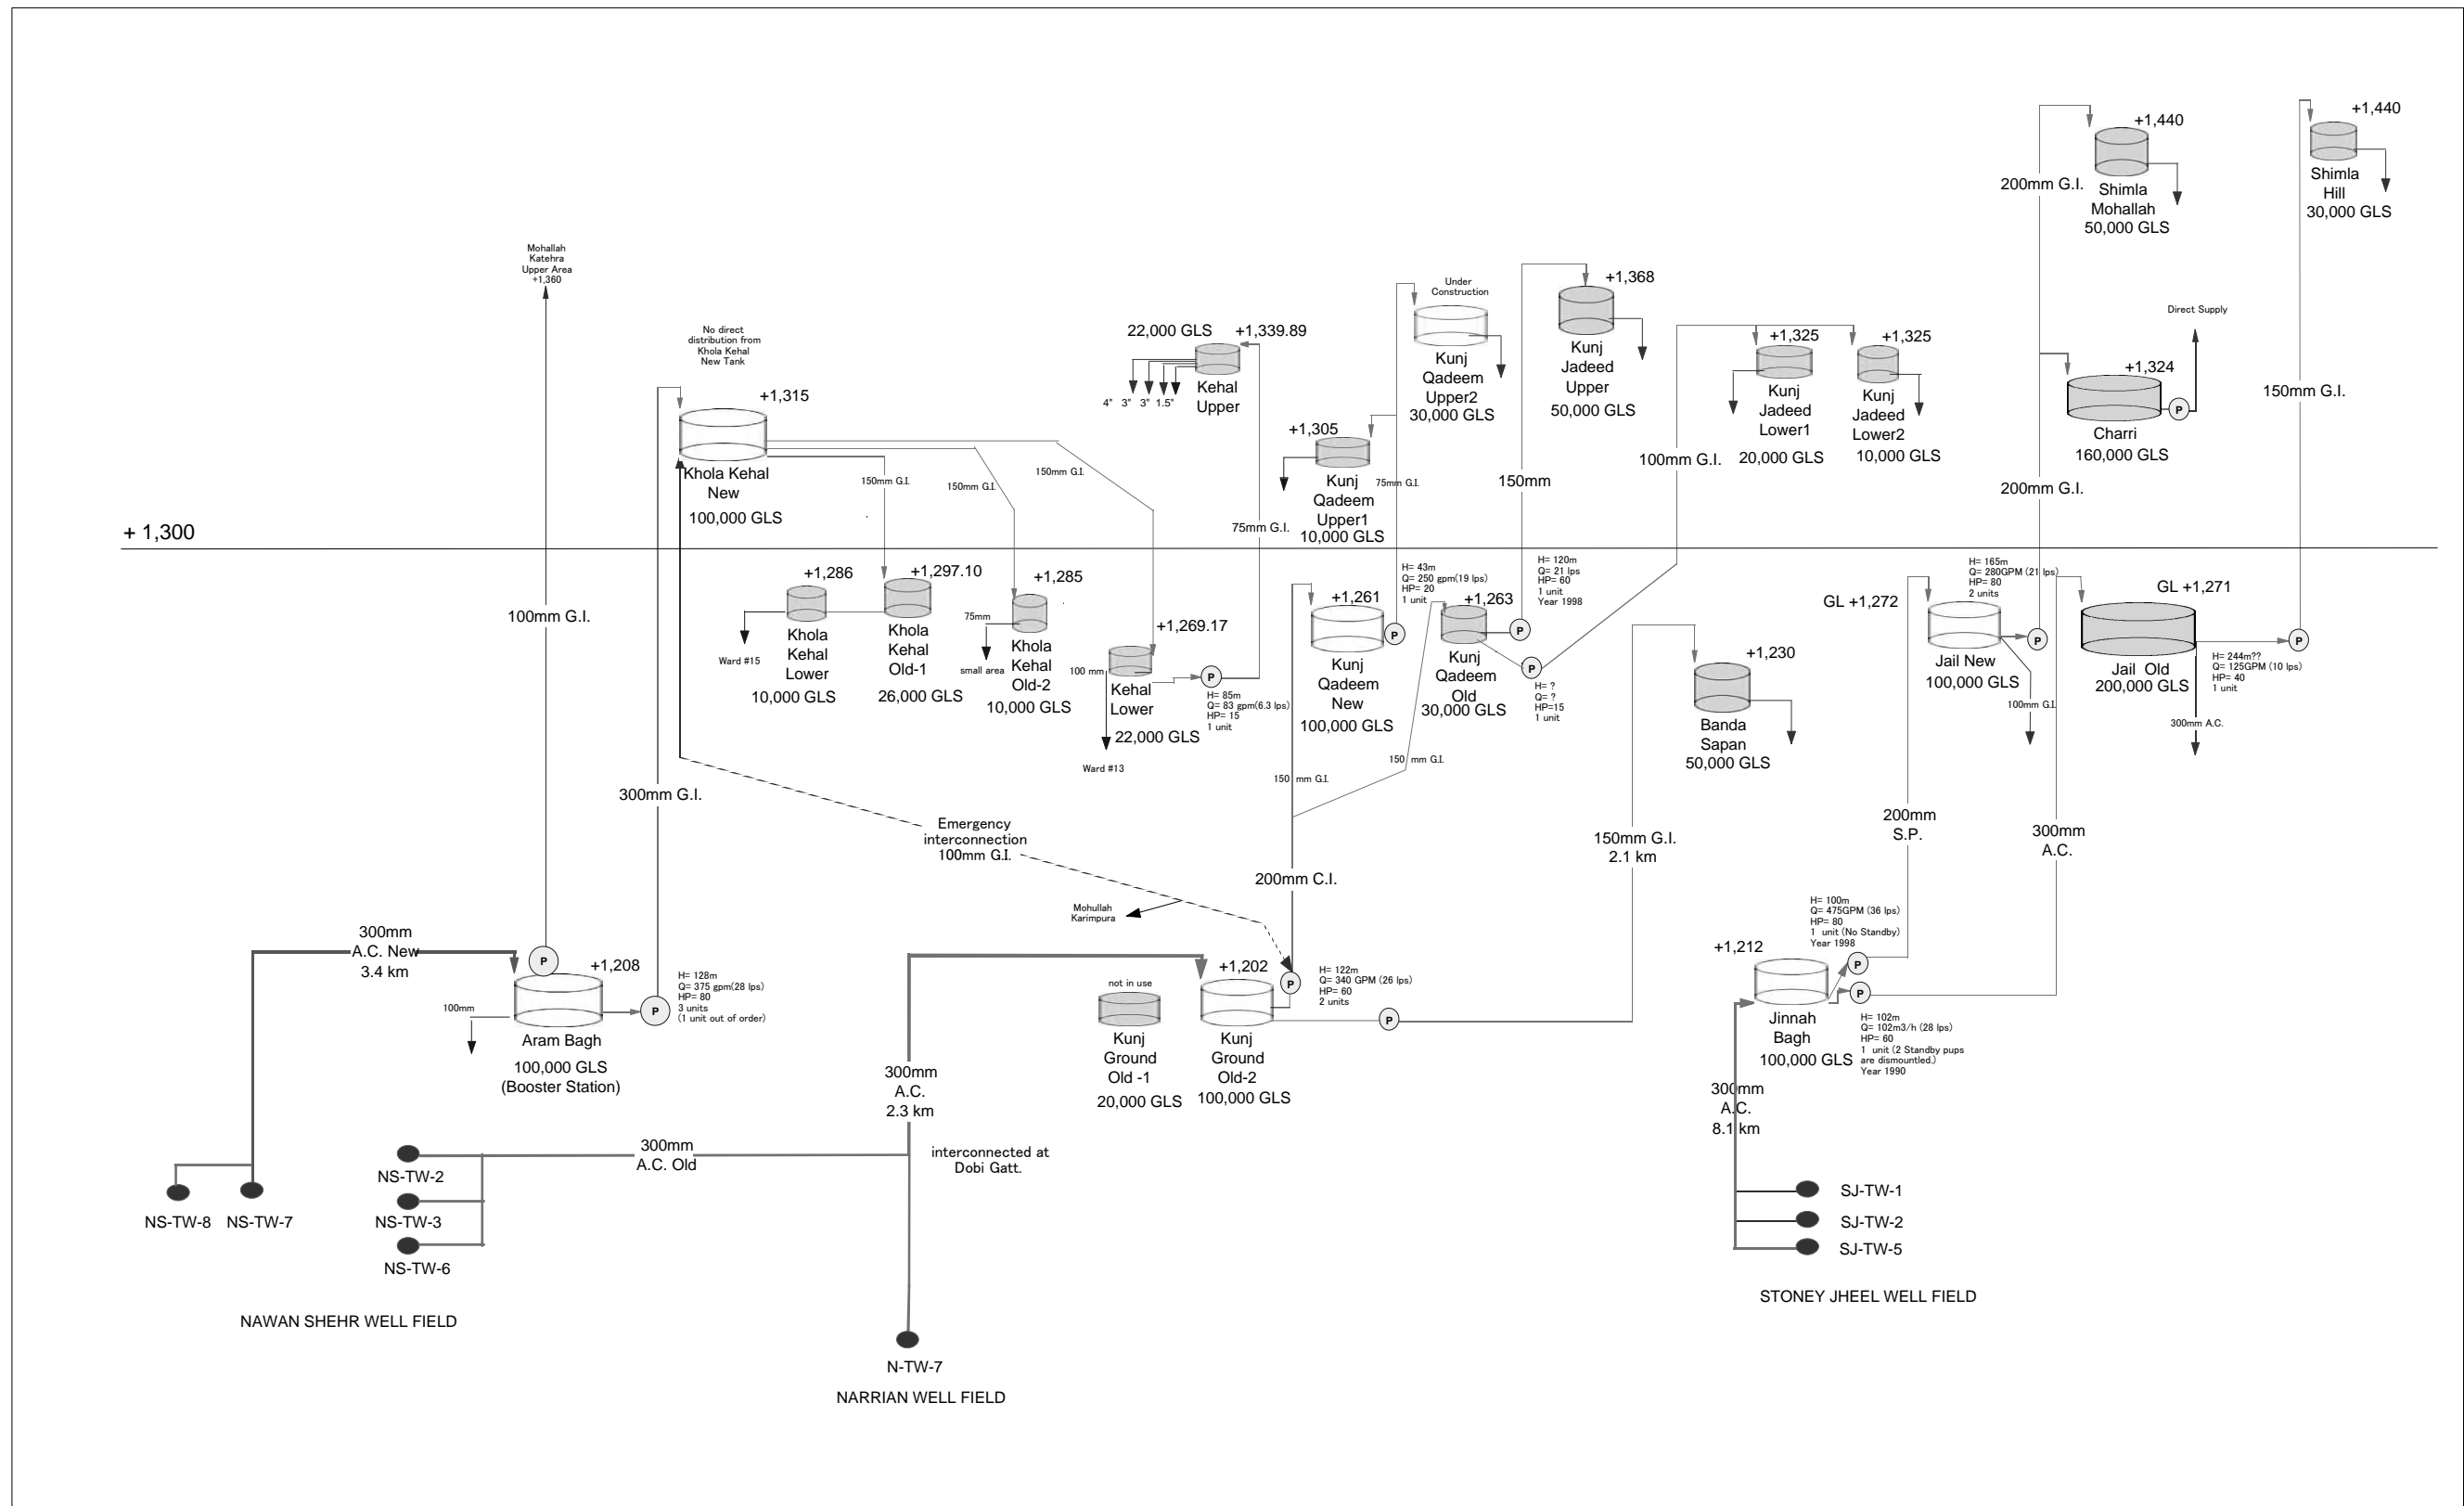 +1,440
Shimla
Mohallah
50,000 GLS
200mm G.I.
+1,440
Shimla
Hill
30,000 GLS
Mohallah
Katehra
Upper Area
+1,360
No direct
distribution from
Khola Kehal
New Tank
+1,315
Khola Kehal
New
100,000 GLS
22,000 GLS
+1,339.89
Kehal
Upper
4" 3" 3" 1.5"
Under
Construction
Kunj
Qadeem
Upper2
30,000 GLS
+1,305
Kunj
Qadeem
Upper1
10,000 GLS
75mm G.I.
+1,368
Kunj
Jadeed
Upper
50,000 GLS
150mm
+1,325
Kunj
Jadeed
Lower1
20,000 GLS
+1,325
Kunj
Jadeed
Lower2
10,000 GLS
100mm G.I.
Direct Supply
+1,324
P
Charri
160,000 GLS
200mm G.I.
150mm G.I.
150mm G.I.
150mm G.I.
150mm G.I.
75mm G.I.
+ 1,300
100mm G.I.
+1,286
Khola
Kehal
Lower
10,000 GLS
Ward #15
+1,297.10
Khola
Kehal
Old-1
26,000 GLS
+1,285
75mm
small area
Khola
Kehal
Old-2
10,000 GLS
+1,269.17
100 mm
Kehal
Lower
22,000 GLS
Ward #13
P
H= 85m
Q= 83 gpm(6.3 lps)
HP= 15
1 unit
+1,261
Kunj
Qadeem
New
100,000 GLS
P
H= 43m
Q= 250 gpm(19 lps)
HP= 20
1 unit
+1,263
Kunj
Qadeem
Old
30,000 GLS
P
H= 120m
Q= 21 lps
HP= 60
1 unit
Year 1998
P
H= ?
Q= ?
HP=15
1 unit
+1,230
Banda
Sapan
50,000 GLS
GL +1,272
Jail New
100,000 GLS
100mm G.I.
P
H= 165m
Q= 280GPM (21 lps)
HP= 80
2 units
GL +1,271
Jail Old
200,000 GLS
300mm A.C.
P
H= 244m??
Q= 125GPM (10 lps)
HP= 40
1 unit
300mm G.I.
Emergency
interconnection
100mm G.I.
150 mm G.I.
150 mm G.I.
200mm C.I.
150mm G.I.
2.1 km
200mm
S.P.
300mm
A.C.
Mohullah
Karimpura
300mm
A.C. New
3.4 km
P
+1,208
100mm
Aram Bagh
100,000 GLS
(Booster Station)
P
H= 128m
Q= 375 gpm(28 lps)
HP= 80
3 units
(1 unit out of order)
not in use
Kunj
Ground
Old -1
20,000 GLS
+1,202
Kunj
Ground
Old-2
100,000 GLS
P
H= 122m
Q= 340 GPM (26 lps)
HP= 60
2 units
P
+1,212
Jinnah
Bagh
100,000 GLS
P
H= 100m
Q= 475GPM (36 lps)
HP= 80
1 unit (No Standby)
Year 1998
P
H= 102m
Q= 102m3/h (28 lps)
HP= 60
1 unit (2 Standby pups
are dismountled.)
Year 1990
300mm
A.C.
2.3 km
300mm
A.C.
8.1 km
300mm
A.C. Old
interconnected at
Dobi Gatt.
NS-TW-8
NS-TW-7
NS-TW-2
NS-TW-3
NS-TW-6
SJ-TW-1
SJ-TW-2
SJ-TW-5
STONEY JHEEL WELL FIELD
NAWAN SHEHR WELL FIELD
N-TW-7
NARRIAN WELL FIELD